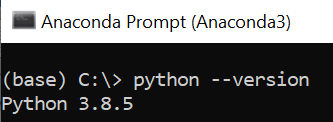 Anaconda Prompt (Anaconda3)
(base) C:\> python --version
Python 3.8.5